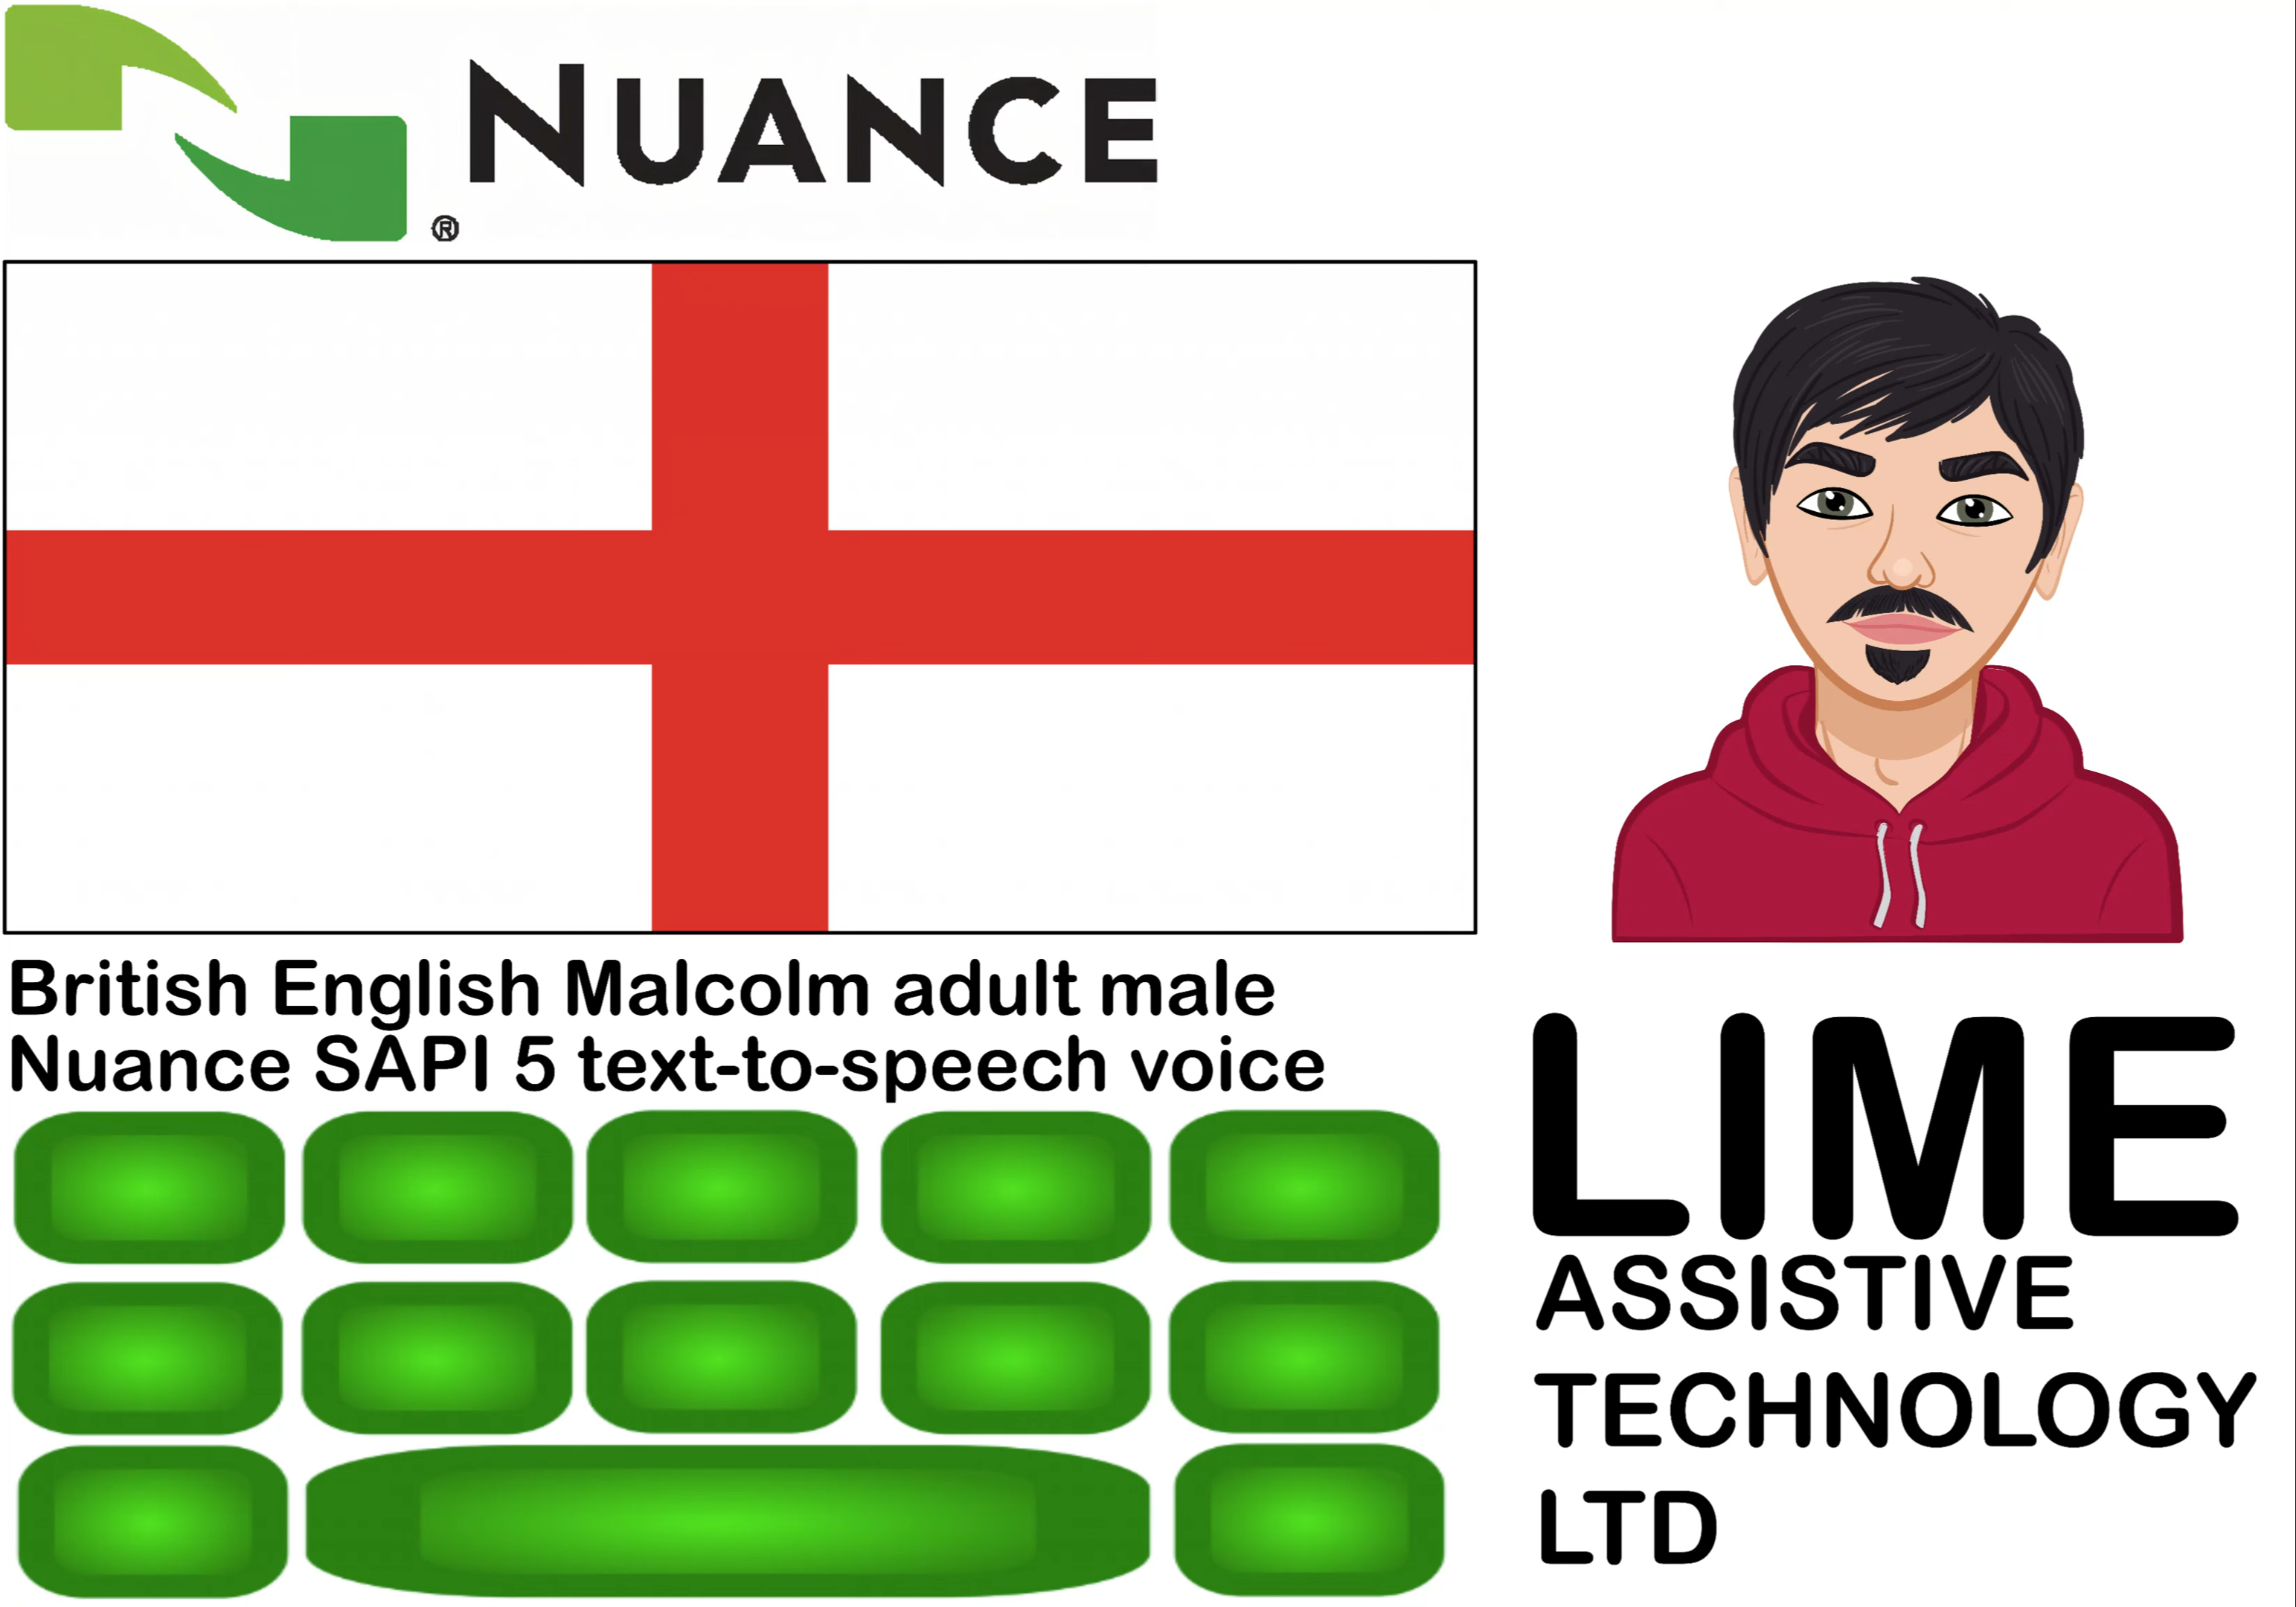 NUANCE
®
British English Malcolm adult male
Nuance SAPI 5 text-to-speech voice
LIME
ASSISTIVE
TECHNOLOGY
LTD